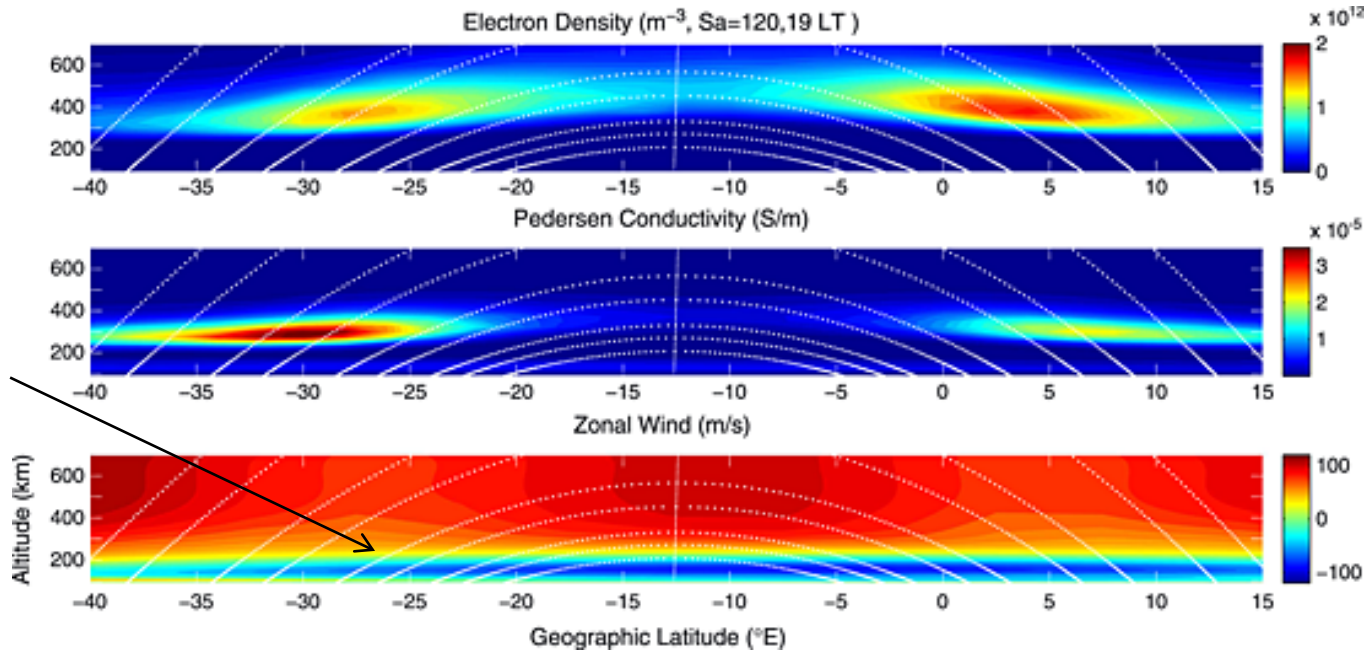 Electron Density (m⁻³, Sa=120,19 LT )
x 10¹²
600
400
200
2
1
0
−40 −35 −30 −25 −20 −15 −10 −5 0 5 10 15
Pedersen Conductivity (S/m)
x 10⁻⁵
600
400
200
3
2
1
−40 −35 −30 −25 −20 −15 −10 −5 0 5 10 15
Zonal Wind (m/s)
Altitude (km)
600
400
200
100
0
−100
−40 −35 −30 −25 −20 −15 −10 −5 0 5 10 15
Geographic Latitude (°E)